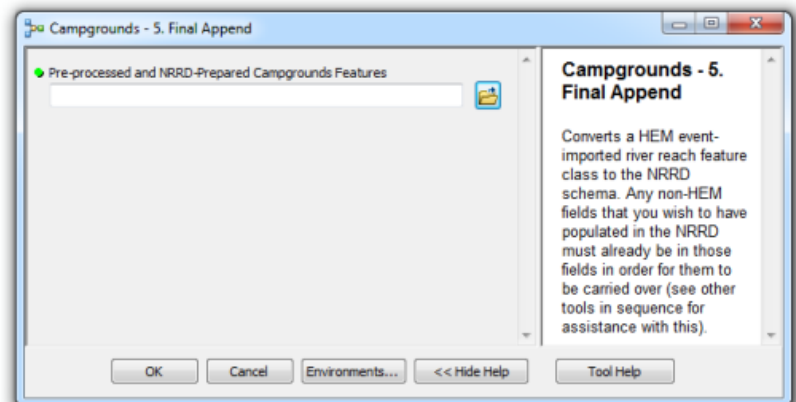 Campgrounds - 5. Final Append
Pre-processed and NRRD-Prepared Campgrounds Features
Campgrounds - 5.
Final Append
Converts a HEM event-
imported river reach feature
class to the NRRD
schema. Any non-HEM
fields that you wish to have
populated in the NRRD
must already be in those
fields in order for them to
be carried over (see other
tools in sequence for
assistance with this).
OK Cancel Environments... << Hide Help Tool Help